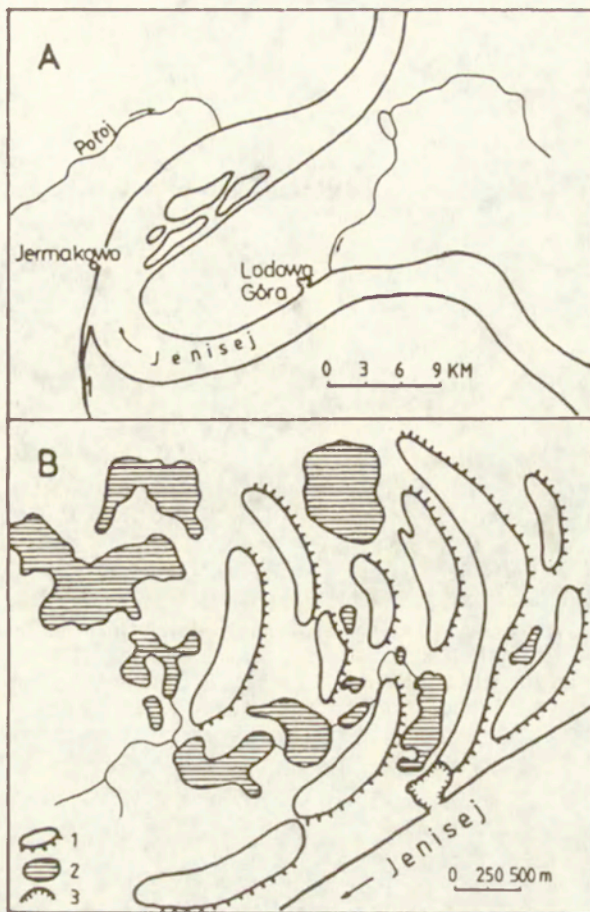 A
Połoj
Jermakowo
Lodowa
Góra
Jenisej
0 3 6 9 KM
B
Jenisej
1
2
3
0 250 500 m